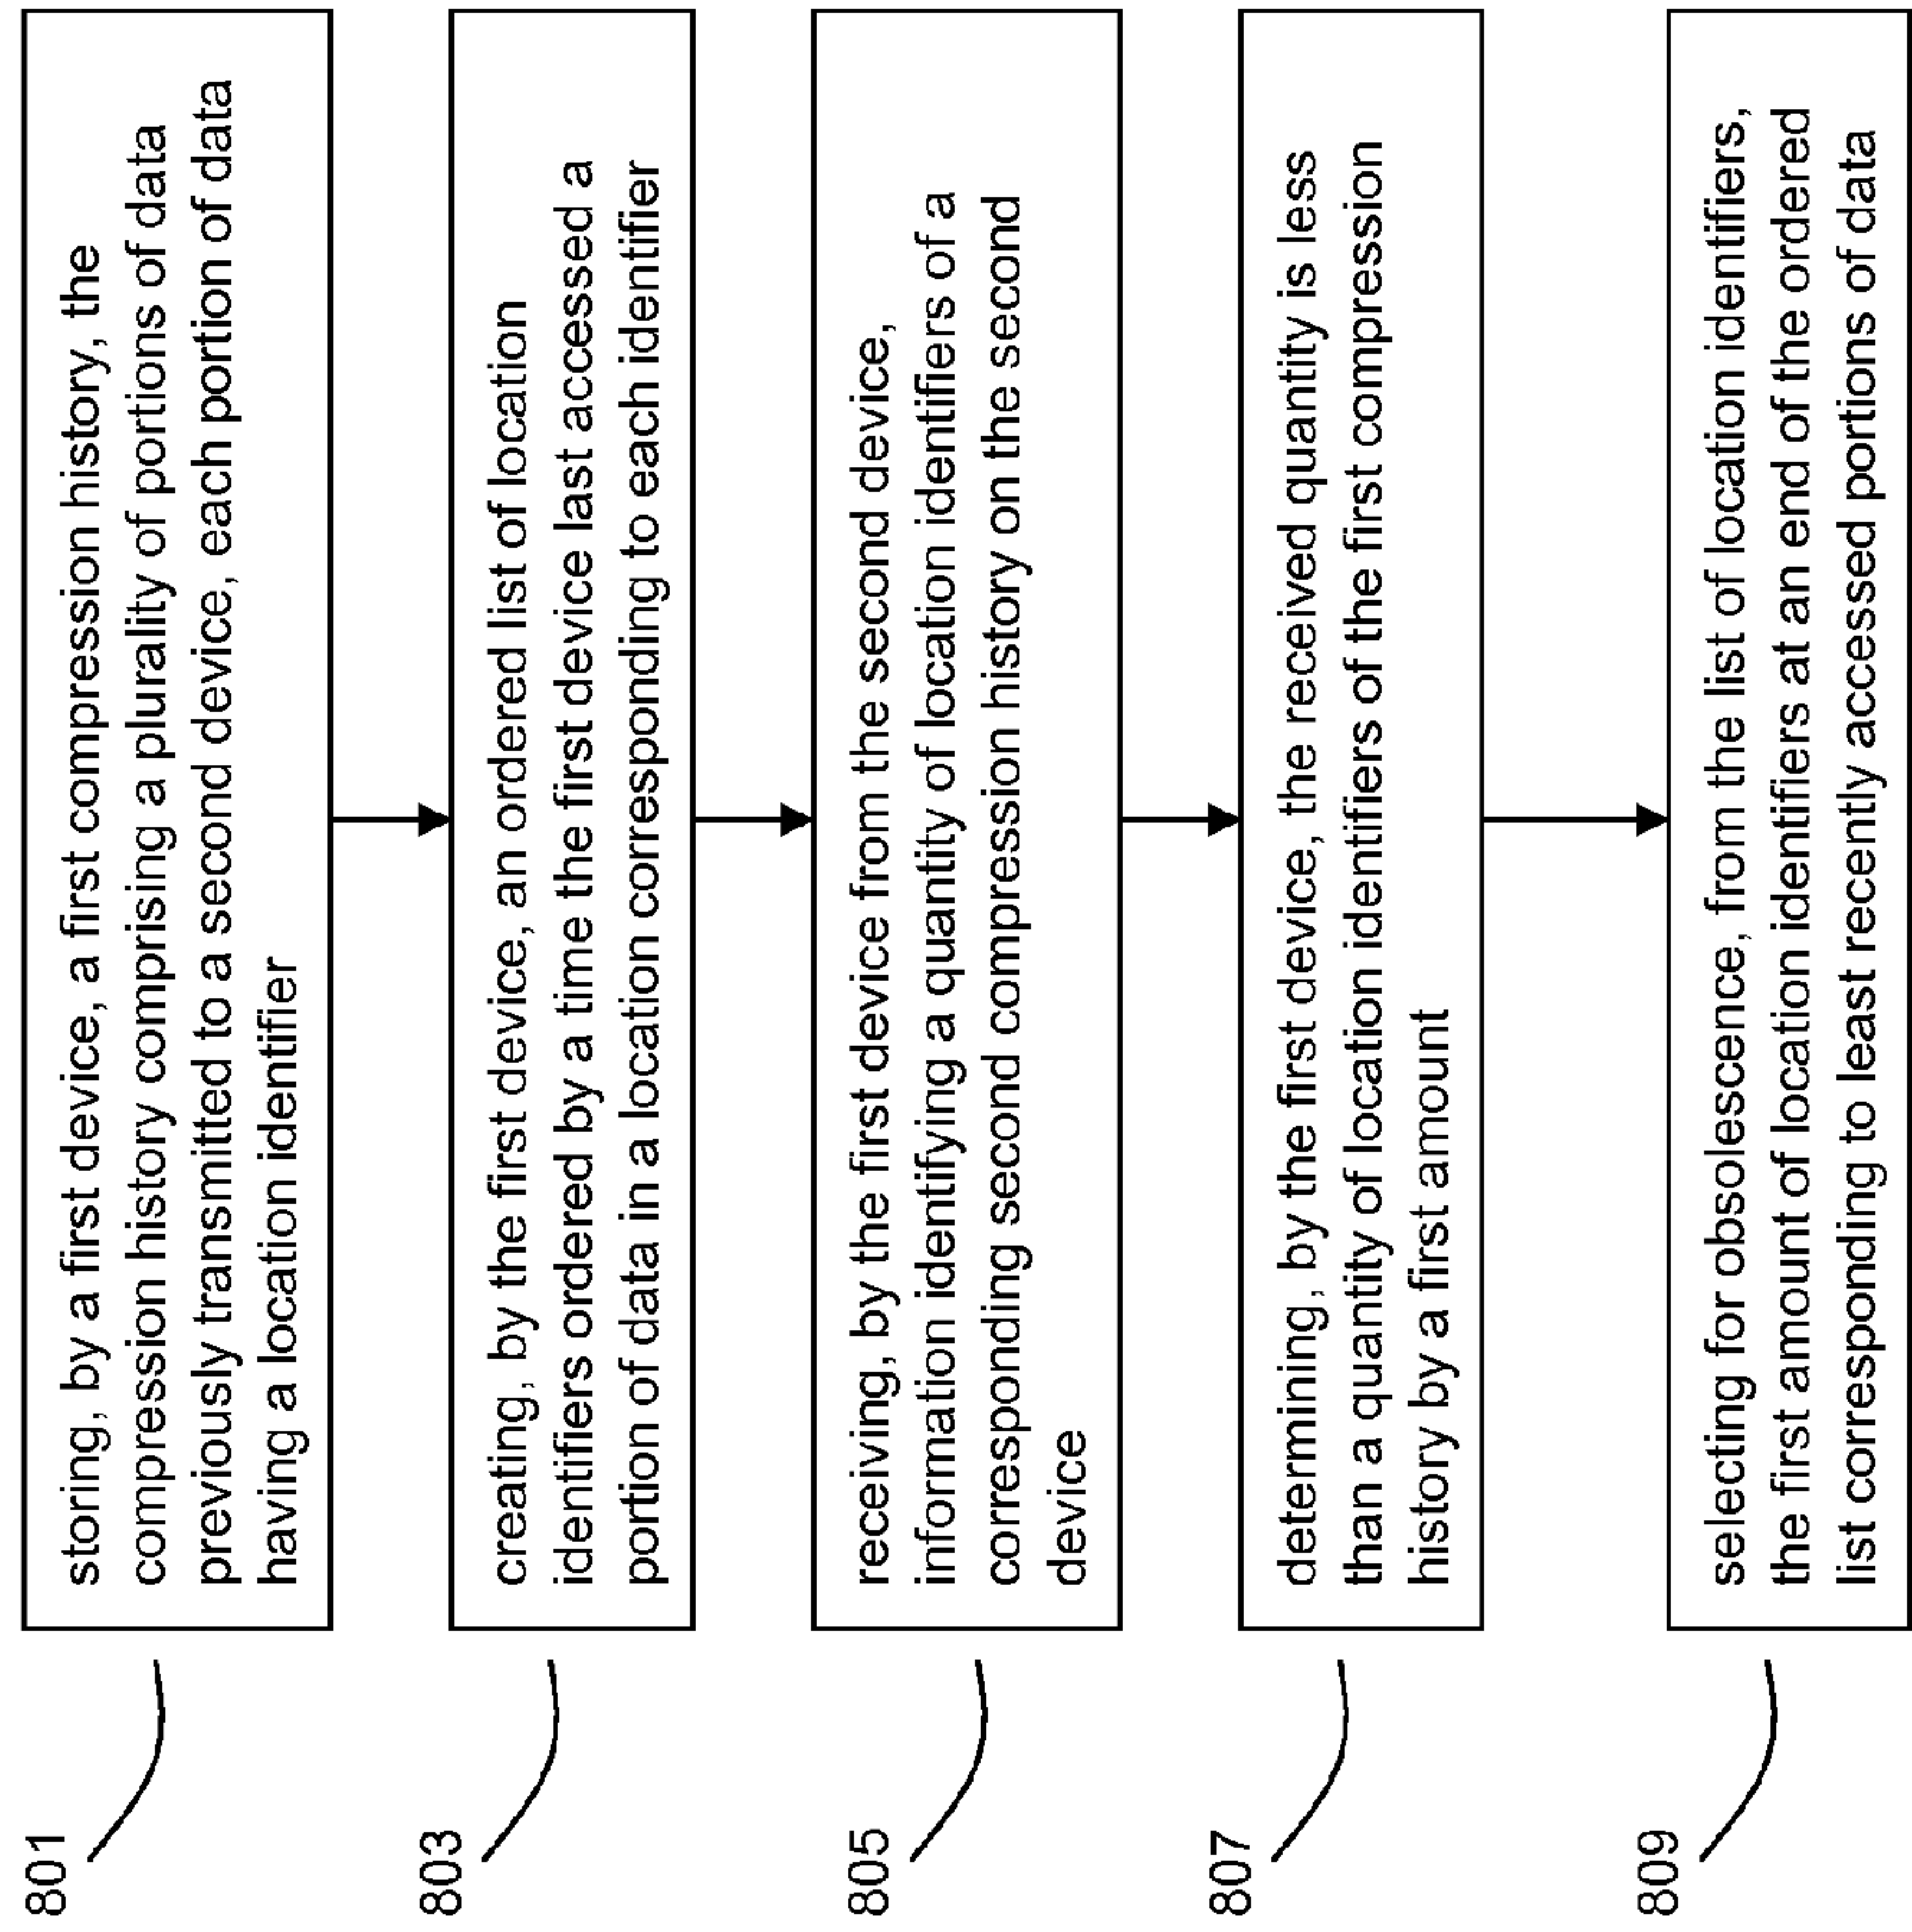 801
storing, by a first device, a first compression history, the
compression history comprising a plurality of portions of data
previously transmitted to a second device, each portion of data
having a location identifier
803
creating, by the first device, an ordered list of location
identifiers ordered by a time the first device last accessed a
portion of data in a location corresponding to each identifier
805
receiving, by the first device from the second device,
information identifying a quantity of location identifiers of a
corresponding second compression history on the second
device
807
determining, by the first device, the received quantity is less
than a quantity of location identifiers of the first compression
history by a first amount
809
selecting for obsolescence, from the list of location identifiers,
the first amount of location identifiers at an end of the ordered
list corresponding to least recently accessed portions of data